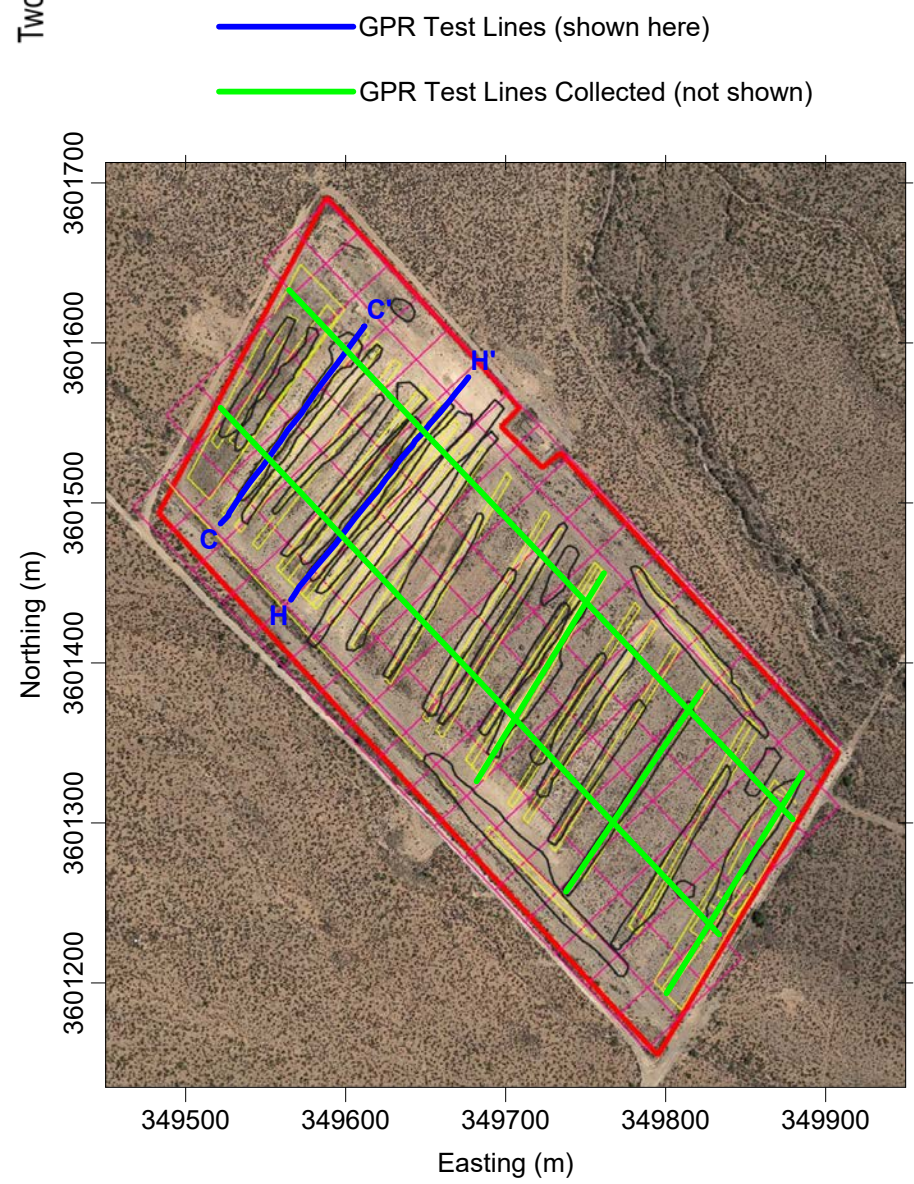 Two
GPR Test Lines (shown here)
GPR Test Lines Collected (not shown)
3601700
3601600
3601500
3601400
3601300
3601200
Northing (m)
C'
H'
C
H
349500
349600
349700
349800
349900
Easting (m)